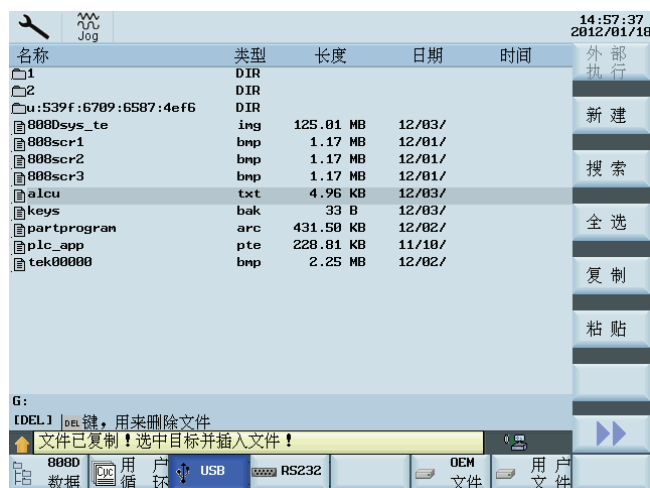 Jog
14:57:37
2012/01/18
名称 类型 长度 日期 时间
1 DIR
2 DIR
u:539f:6709:6587:4ef6 DIR
808Dsys_te img 125.01 MB 12/03/
808scr1 bmp 1.17 MB 12/01/
808scr2 bmp 1.17 MB 12/01/
808scr3 bmp 1.17 MB 12/01/
alcu txt 4.96 KB 12/03/
keys bak 33 B 12/03/
partprogram arc 431.50 KB 12/02/
plc_app pte 228.81 KB 11/10/
tek00000 bmp 2.25 MB 12/02/
外部
执行
新建
搜索
全选
复制
粘贴
G:
[DEL] DEL键，用来删除文件
文件已复制！选中目标并插入文件！
808D
数据
Cyc
用户
循环
USB
RS232
OEM
文件
用户
文件